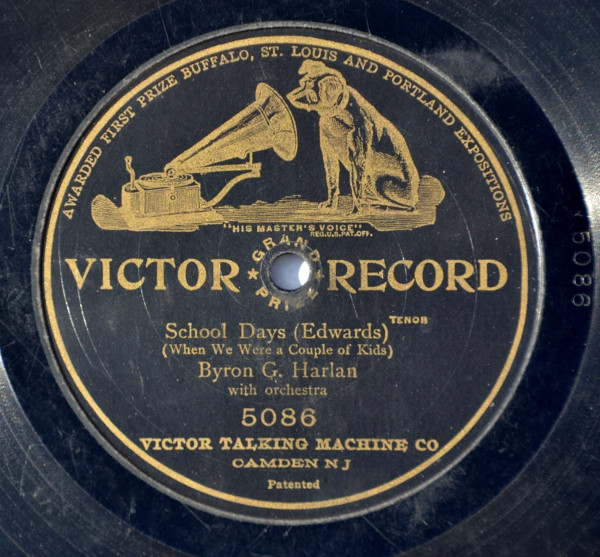 AWARDED FIRST PRIZE BUFFALO, ST. LOUIS AND PORTLAND EXPOSITIONS
"HIS MASTER'S VOICE"
REG.U.S.PAT.OFF.
GRAND PRIZE
VICTOR RECORD
TENOR
School Days (Edwards)
(When We Were a Couple of Kids)
Byron G. Harlan
with orchestra
5086
VICTOR TALKING MACHINE CO
CAMDEN N J
Patented
5086